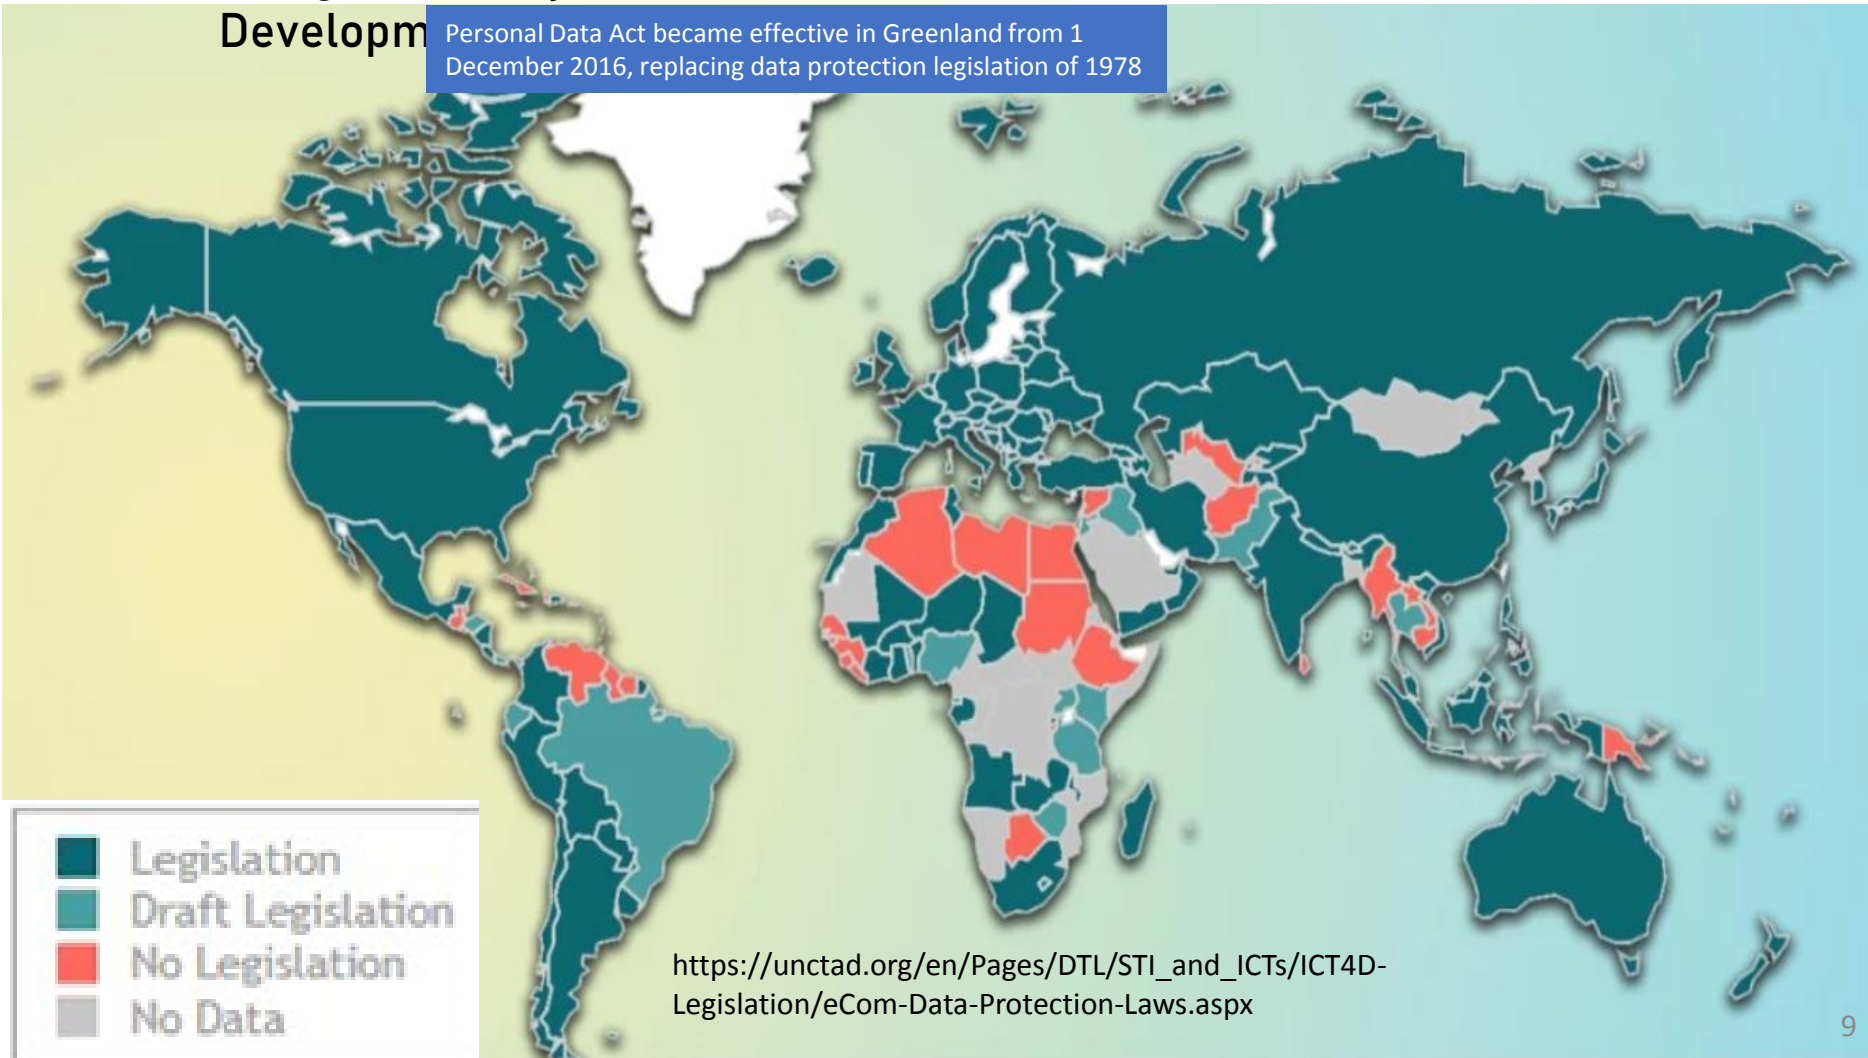 Developm
Personal Data Act became effective in Greenland from 1
December 2016, replacing data protection legislation of 1978
Legislation
Draft Legislation
No Legislation
No Data
https://unctad.org/en/Pages/DTL/STI_and_ICTs/ICT4D-
Legislation/eCom-Data-Protection-Laws.aspx
9